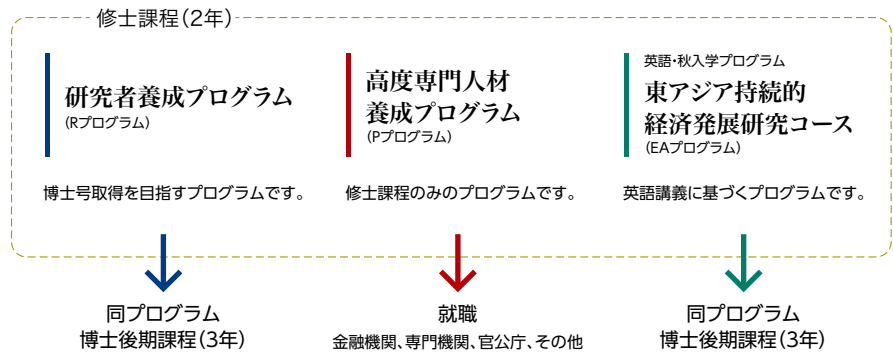 修士課程(2年)
研究者養成プログラム
(Rプログラム)
博士号取得を目指すプログラムです。
同プログラム
博士後期課程(3年)
高度専門人材
養成プログラム
(Pプログラム)
修士課程のみのプログラムです。
就職
金融機関、専門機関、官公庁、その他
英語・秋入学プログラム
東アジア持続的
経済発展研究コース
(EAプログラム)
英語講義に基づくプログラムです。
同プログラム
博士後期課程(3年)